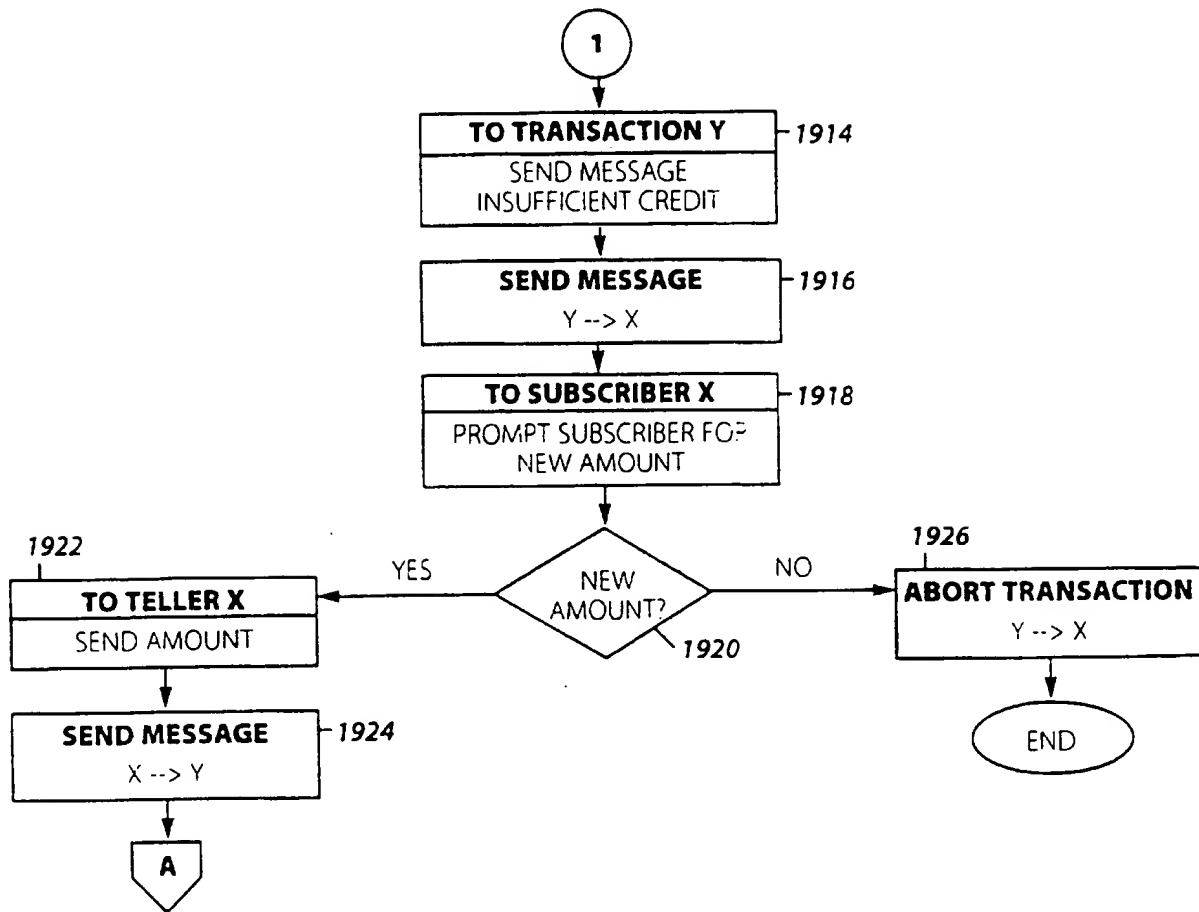 1
TO TRANSACTION Y
1914
SEND MESSAGE
INSUFFICIENT CREDIT
SEND MESSAGE
1916
Y --> X
TO SUBSCRIBER X
1918
PROMPT SUBSCRIBER FOR
NEW AMOUNT
1922
YES
NEW
AMOUNT?
1920
NO
1926
TO TELLER X
SEND AMOUNT
ABORT TRANSACTION
Y --> X
SEND MESSAGE
1924
X --> Y
END
A